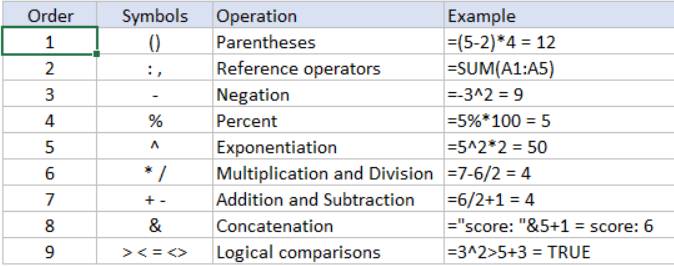 Order Symbols Operation Example
1 () Parentheses =(5-2)*4 = 12
2 : , Reference operators =SUM(A1:A5)
3 - Negation =-3^2 = 9
4 % Percent =5%*100 = 5
5 ^ Exponentiation =5^2*2 = 50
6 * / Multiplication and Division =7-6/2 = 4
7 + - Addition and Subtraction =6/2+1 = 4
8 & Concatenation ="score: "&5+1 = score: 6
9 > < = <> Logical comparisons =3^2>5+3 = TRUE